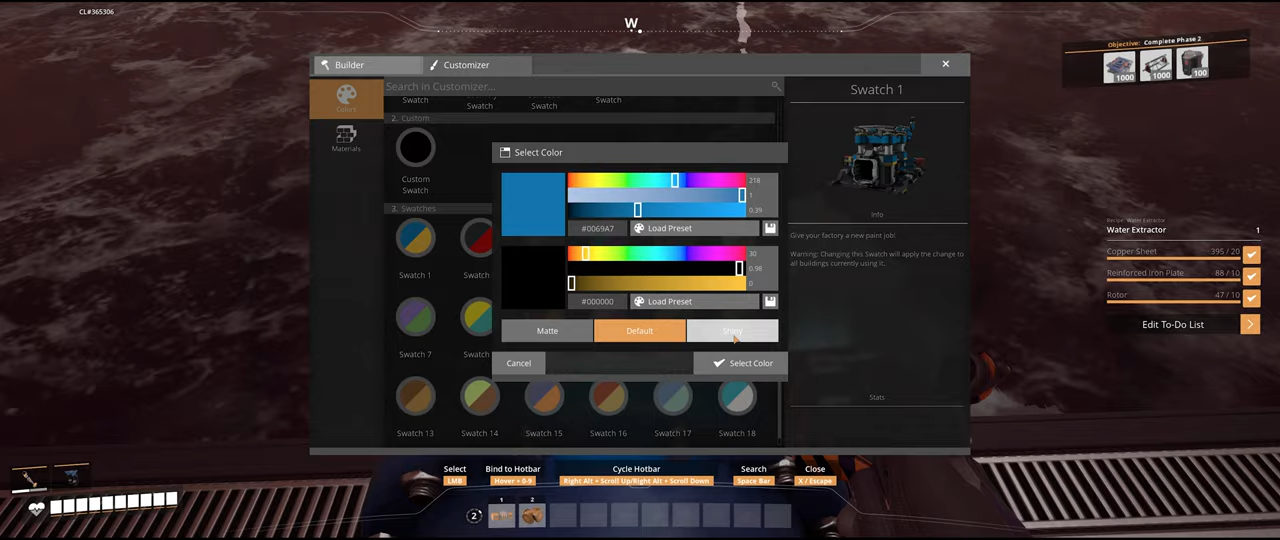 CL#365306
W
Builder
Customizer
Objective: Complete Phase 2
1000
1000
100
Search in Customizer...
Colors
Materials
Swatch
Swatch
Swatch
Swatch
2. Custom
Custom
Swatch
3. Swatches
Swatch 1
Swatch 7
Swatch 13
Swatch 14
Swatch 15
Swatch 16
Swatch 17
Swatch 18
Select Color
218
1
0.39
#0069A7
Load Preset
30
0.98
0
#000000
Load Preset
Matte
Default
Shiny
Cancel
Select Color
Swatch 1
Info
Give your factory a new paint job!
Warning: Changing this Swatch will apply the change to
all buildings currently using it.
Stats
Recipe: Water Extractor
Water Extractor
1
Copper Sheet
395 / 20
Reinforced Iron Plate
88 / 10
Rotor
47 / 10
Edit To-Do List
Select
LMB
Bind to Hotbar
Hover + 0-9
Cycle Hotbar
Right Alt + Scroll Up/Right Alt + Scroll Down
Search
Space Bar
Close
X / Escape
2
1
2